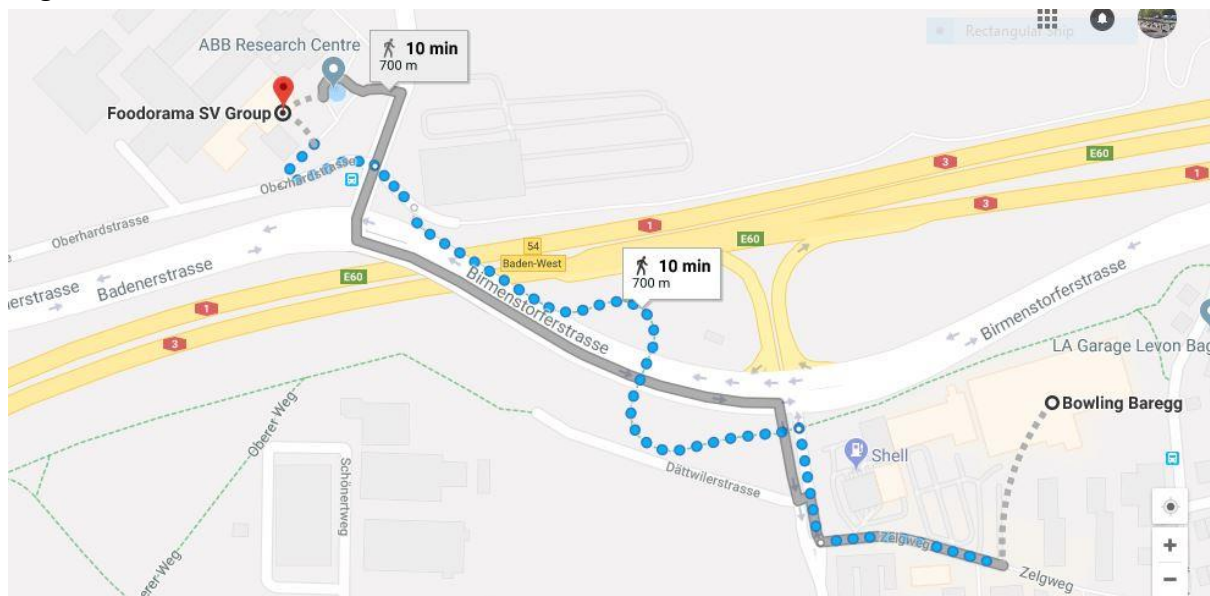 Rectangular Snip
ABB Research Centre
10 min
700 m
Foodorama SV Group
Oberhardstrasse
Oberhardstrasse
3
E60
1
3
1
54
Baden-West
E60
10 min
700 m
Badenerstrasse
nerstrasse
E60
1
3
Birmenstorferstrasse
Birmenstorferstrasse
LA Garage Levon Bag
Bowling Baregg
Oberer Weg
Schönertweg
Shell
Dättwilerstrasse
Zelgweg
Zelgweg
Oberer Weg
+
−